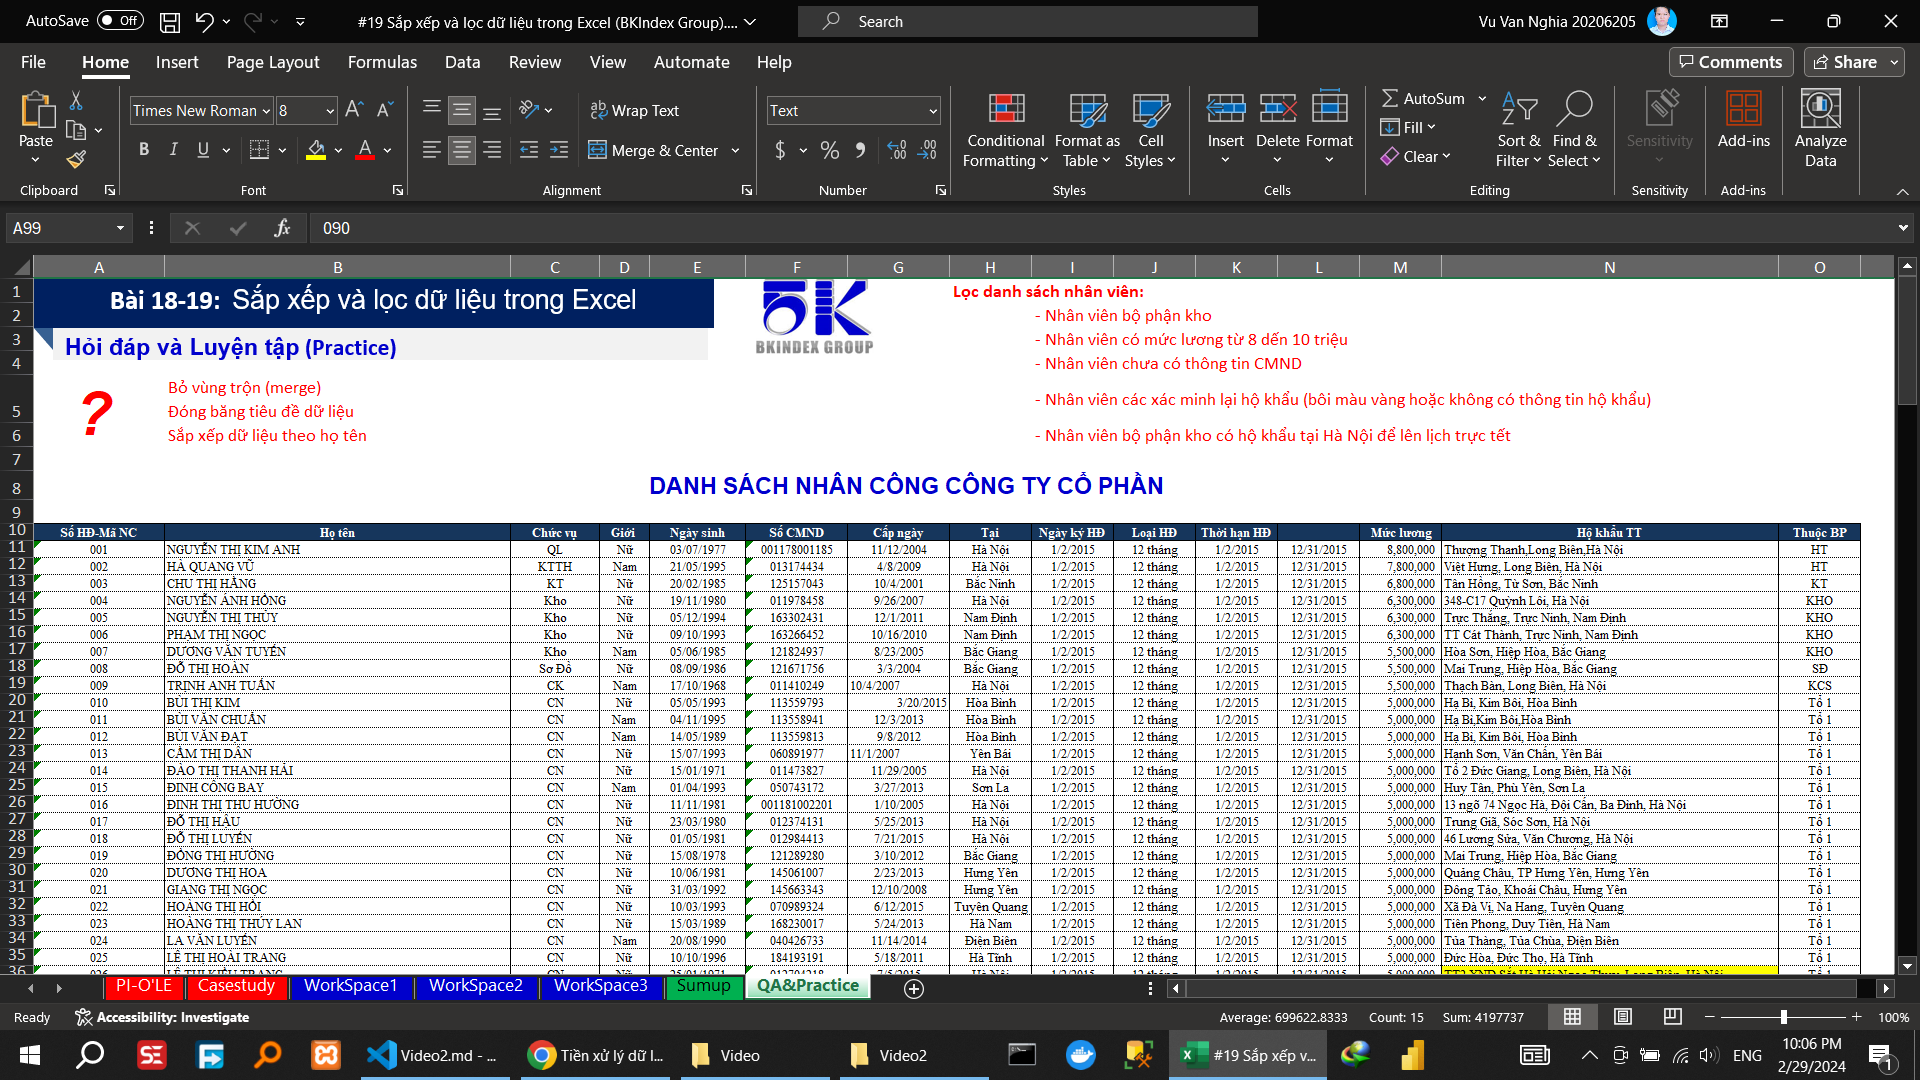 AutoSave Off #19 Sắp xếp và lọc dữ liệu trong Excel (BKIndex Group).... Search Vu Van Nghia 20206205
File Home Insert Page Layout Formulas Data Review View Automate Help Comments Share
Paste Times New Roman 8 Wrap Text Merge & Center Text Conditional Formatting Format as Table Cell Styles Insert Delete Format AutoSum Fill Clear Sort & Filter Find & Select Sensitivity Add-ins Analyze Data
Clipboard Font Alignment Number Styles Cells Editing Sensitivity Add-ins
A99 fx 090
A B C D E F G H I J K L M N O
1 Bài 18-19: Sắp xếp và lọc dữ liệu trong Excel 5K Lọc danh sách nhân viên:
2 - Nhân viên bộ phận kho
3 Hỏi đáp và Luyện tập (Practice) BKINDEX GROUP - Nhân viên có mức lương từ 8 dến 10 triệu
4 - Nhân viên chưa có thông tin CMND
Bỏ vùng trộn (merge)
5 ? Đóng băng tiêu đề dữ liệu - Nhân viên các xác minh lại hộ khẩu (bôi màu vàng hoặc không có thông tin hộ khẩu)
6 Sắp xếp dữ liệu theo họ tên - Nhân viên bộ phận kho có hộ khẩu tại Hà Nội để lên lịch trực tết
7
8 DANH SÁCH NHÂN CÔNG CÔNG TY CỔ PHẦN
9
10 Số HĐ-Mã NC Họ tên Chức vụ Giới Ngày sinh Số CMND Cấp ngày Tại Ngày ký HĐ Loại HĐ Thời hạn HĐ Mức lương Hộ khẩu TT Thuộc BP
11 001 NGUYỄN THỊ KIM ANH QL Nữ 03/07/1977 001178001185 11/12/2004 Hà Nội 1/2/2015 12 tháng 1/2/2015 12/31/2015 8,800,000 Thượng Thanh,Long Biên,Hà Nội HT
12 002 HÀ QUANG VŨ KTTH Nam 21/05/1995 013174434 4/8/2009 Hà Nội 1/2/2015 12 tháng 1/2/2015 12/31/2015 7,800,000 Việt Hưng, Long Biên, Hà Nội HT
13 003 CHU THỊ HẰNG KT Nữ 20/02/1985 125157043 10/4/2001 Bắc Ninh 1/2/2015 12 tháng 1/2/2015 12/31/2015 6,800,000 Tân Hồng, Từ Sơn, Bắc Ninh KT
14 004 NGUYỄN ÁNH HỒNG Kho Nữ 19/11/1980 011978458 9/26/2007 Hà Nội 1/2/2015 12 tháng 1/2/2015 12/31/2015 6,300,000 348-C17 Quỳnh Lôi, Hà Nội KHO
15 005 NGUYỄN THỊ THÚY Kho Nữ 05/12/1994 163302431 12/1/2011 Nam Định 1/2/2015 12 tháng 1/2/2015 12/31/2015 6,300,000 Trực Thắng, Trực Ninh, Nam Định KHO
16 006 PHẠM THỊ NGỌC Kho Nữ 09/10/1993 163266452 10/16/2010 Nam Định 1/2/2015 12 tháng 1/2/2015 12/31/2015 6,300,000 TT Cát Thành, Trực Ninh, Nam Định KHO
17 007 DƯƠNG VĂN TUYỂN Kho Nam 05/06/1985 121824937 8/23/2005 Bắc Giang 1/2/2015 12 tháng 1/2/2015 12/31/2015 5,500,000 Hòa Sơn, Hiệp Hòa, Bắc Giang KHO
18 008 ĐỖ THỊ HOÀN Sơ Đồ Nữ 08/09/1986 121671756 3/3/2004 Bắc Giang 1/2/2015 12 tháng 1/2/2015 12/31/2015 5,500,000 Mai Trung, Hiệp Hòa, Bắc Giang SĐ
19 009 TRỊNH ANH TUẤN CK Nam 17/10/1968 011410249 10/4/2007 Hà Nội 1/2/2015 12 tháng 1/2/2015 12/31/2015 5,500,000 Thạch Bàn, Long Biên, Hà Nội KCS
20 010 BÙI THỊ KIM CN Nữ 05/05/1993 113559793 3/20/2015 Hòa Bình 1/2/2015 12 tháng 1/2/2015 12/31/2015 5,000,000 Hạ Bì, Kim Bôi, Hòa Bình Tổ 1
21 011 BÙI VĂN CHUẨN CN Nam 04/11/1995 113558941 12/3/2013 Hòa Bình 1/2/2015 12 tháng 1/2/2015 12/31/2015 5,000,000 Hạ Bì,Kim Bôi,Hòa Bình Tổ 1
22 012 BÙI VĂN ĐẠT CN Nam 14/05/1989 113559813 9/8/2012 Hòa Bình 1/2/2015 12 tháng 1/2/2015 12/31/2015 5,000,000 Hạ Bì, Kim Bôi, Hòa Bình Tổ 1
23 013 CẦM THỊ DÂN CN Nữ 15/07/1993 060891977 11/1/2007 Yên Bái 1/2/2015 12 tháng 1/2/2015 12/31/2015 5,000,000 Hạnh Sơn, Văn Chấn, Yên Bái Tổ 1
24 014 ĐÀO THỊ THANH HẢI CN Nữ 15/01/1971 011473827 11/29/2005 Hà Nội 1/2/2015 12 tháng 1/2/2015 12/31/2015 5,000,000 Tổ 2 Đức Giang, Long Biên, Hà Nội Tổ 1
25 015 ĐINH CÔNG BAY CN Nam 01/04/1993 050743172 3/27/2013 Sơn La 1/2/2015 12 tháng 1/2/2015 12/31/2015 5,000,000 Huy Tân, Phù Yên, Sơn La Tổ 1
26 016 ĐINH THỊ THU HƯỜNG CN Nữ 11/11/1981 001181002201 1/10/2005 Hà Nội 1/2/2015 12 tháng 1/2/2015 12/31/2015 5,000,000 13 ngõ 74 Ngọc Hà, Đội Cấn, Ba Đình, Hà Nội Tổ 1
27 017 ĐỖ THỊ HẬU CN Nữ 23/03/1980 012374131 5/25/2013 Hà Nội 1/2/2015 12 tháng 1/2/2015 12/31/2015 5,000,000 Trung Giã, Sóc Sơn, Hà Nội Tổ 1
28 018 ĐỖ THỊ LUYẾN CN Nữ 01/05/1981 012984413 7/21/2015 Hà Nội 1/2/2015 12 tháng 1/2/2015 12/31/2015 5,000,000 46 Lương Sửa, Văn Chương, Hà Nội Tổ 1
29 019 ĐỒNG THỊ HƯỜNG CN Nữ 15/08/1978 121289280 3/10/2012 Bắc Giang 1/2/2015 12 tháng 1/2/2015 12/31/2015 5,000,000 Mai Trung, Hiệp Hòa, Bắc Giang Tổ 1
30 020 DƯƠNG THỊ HOA CN Nữ 10/06/1981 145061007 2/23/2013 Hưng Yên 1/2/2015 12 tháng 1/2/2015 12/31/2015 5,000,000 Quảng Châu, TP Hưng Yên, Hưng Yên Tổ 1
31 021 GIANG THỊ NGỌC CN Nữ 31/03/1992 145663343 12/10/2008 Hưng Yên 1/2/2015 12 tháng 1/2/2015 12/31/2015 5,000,000 Đông Tảo, Khoái Châu, Hưng Yên Tổ 1
32 022 HOÀNG THỊ HỒI CN Nữ 10/03/1993 070989324 6/12/2015 Tuyên Quang 1/2/2015 12 tháng 1/2/2015 12/31/2015 5,000,000 Xã Đà Vị, Na Hang, Tuyên Quang Tổ 1
33 023 HOÀNG THỊ THÚY LAN CN Nữ 15/03/1989 168230017 5/24/2013 Hà Nam 1/2/2015 12 tháng 1/2/2015 12/31/2015 5,000,000 Tiên Phong, Duy Tiên, Hà Nam Tổ 1
34 024 LA VĂN LUYẾN CN Nam 20/08/1990 040426733 11/14/2014 Điện Biên 1/2/2015 12 tháng 1/2/2015 12/31/2015 5,000,000 Tủa Thàng, Tủa Chùa, Điện Biên Tổ 1
35 025 LÊ THỊ HOÀI TRANG CN Nữ 10/10/1996 184193191 5/18/2011 Hà Tĩnh 1/2/2015 12 tháng 1/2/2015 12/31/2015 5,000,000 Đức Hòa, Đức Thọ, Hà Tĩnh Tổ 1
36
PI-O'LE Casestudy WorkSpace1 WorkSpace2 WorkSpace3 Sumup QA&Practice
Ready Accessibility: Investigate Average: 699622.8333 Count: 15 Sum: 4197737 100%
Video2.md - ... Tiền xử lý dữ l... Video Video2 #19 Sắp xếp v... ENG 10:06 PM
2/29/2024 1